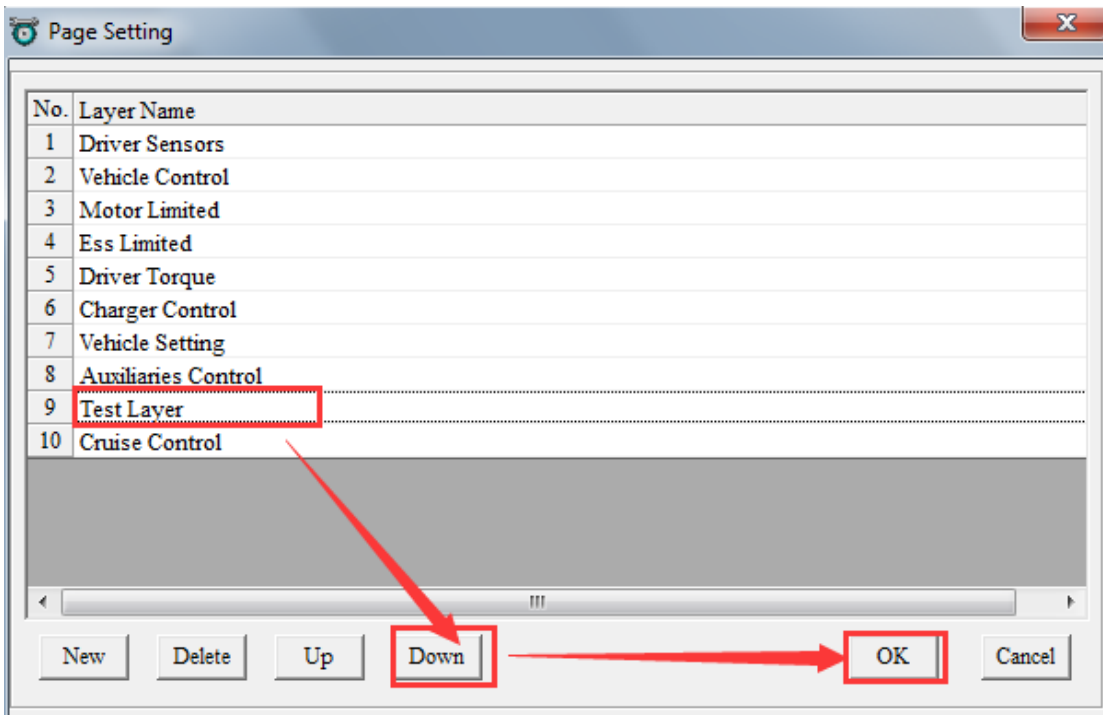 Page Setting
No. Layer Name
1 Driver Sensors
2 Vehicle Control
3 Motor Limited
4 Ess Limited
5 Driver Torque
6 Charger Control
7 Vehicle Setting
8 Auxiliaries Control
9 Test Layer
10 Cruise Control
New Delete Up Down OK Cancel